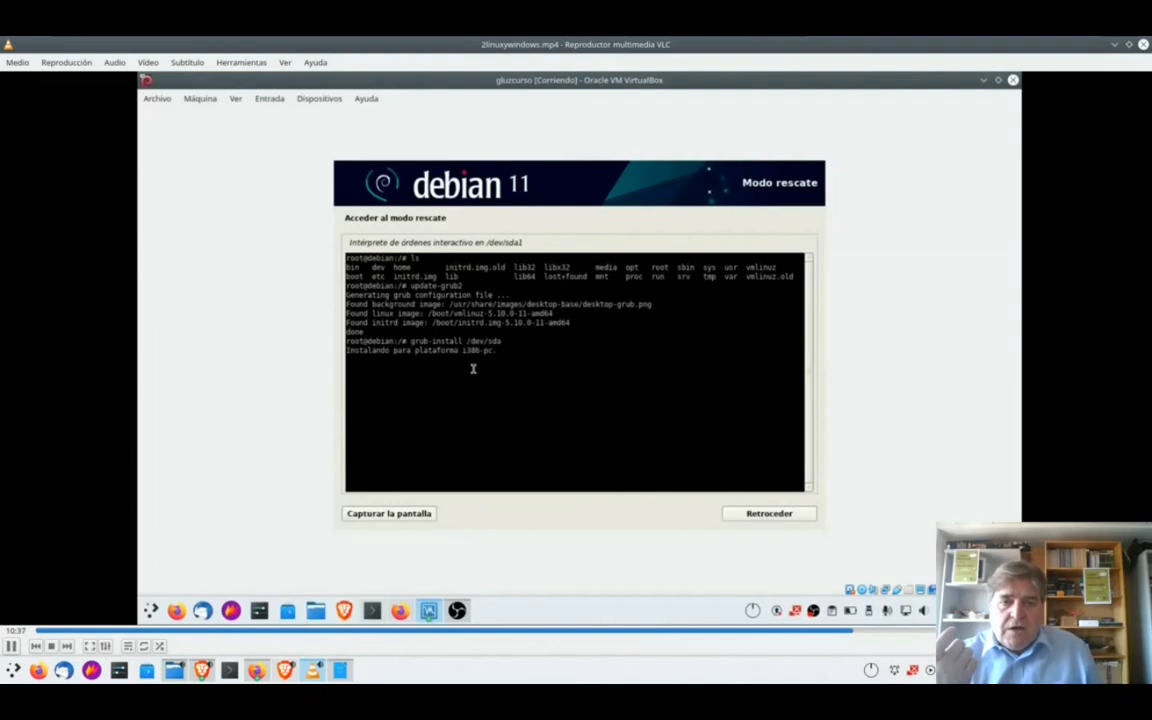 2linuxywindows.mp4 - Reproductor multimedia VLC
Medio Reproducción Audio Vídeo Subtítulo Herramientas Ver Ayuda
gluzcurso [Corriendo] - Oracle VM VirtualBox
Archivo Máquina Ver Entrada Dispositivos Ayuda
debian 11
Modo rescate
Acceder al modo rescate
Intérprete de órdenes interactivo en /dev/sda1
root@debian:/# ls
bin dev home initrd.img.old lib32 libx32 media opt root sbin sys usr vmlinuz
boot etc initrd.img lib lib64 lost+found mnt proc run srv tmp var vmlinuz.old
root@debian:/# update-grub2
Generating grub configuration file ...
Found background image: /usr/share/images/desktop-base/desktop-grub.png
Found linux image: /boot/vmlinuz-5.10.0-11-amd64
Found initrd image: /boot/initrd.img-5.10.0-11-amd64
done
root@debian:/# grub-install /dev/sda
Instalando para plataforma i386-pc.
Capturar la pantalla
Retroceder
10:37